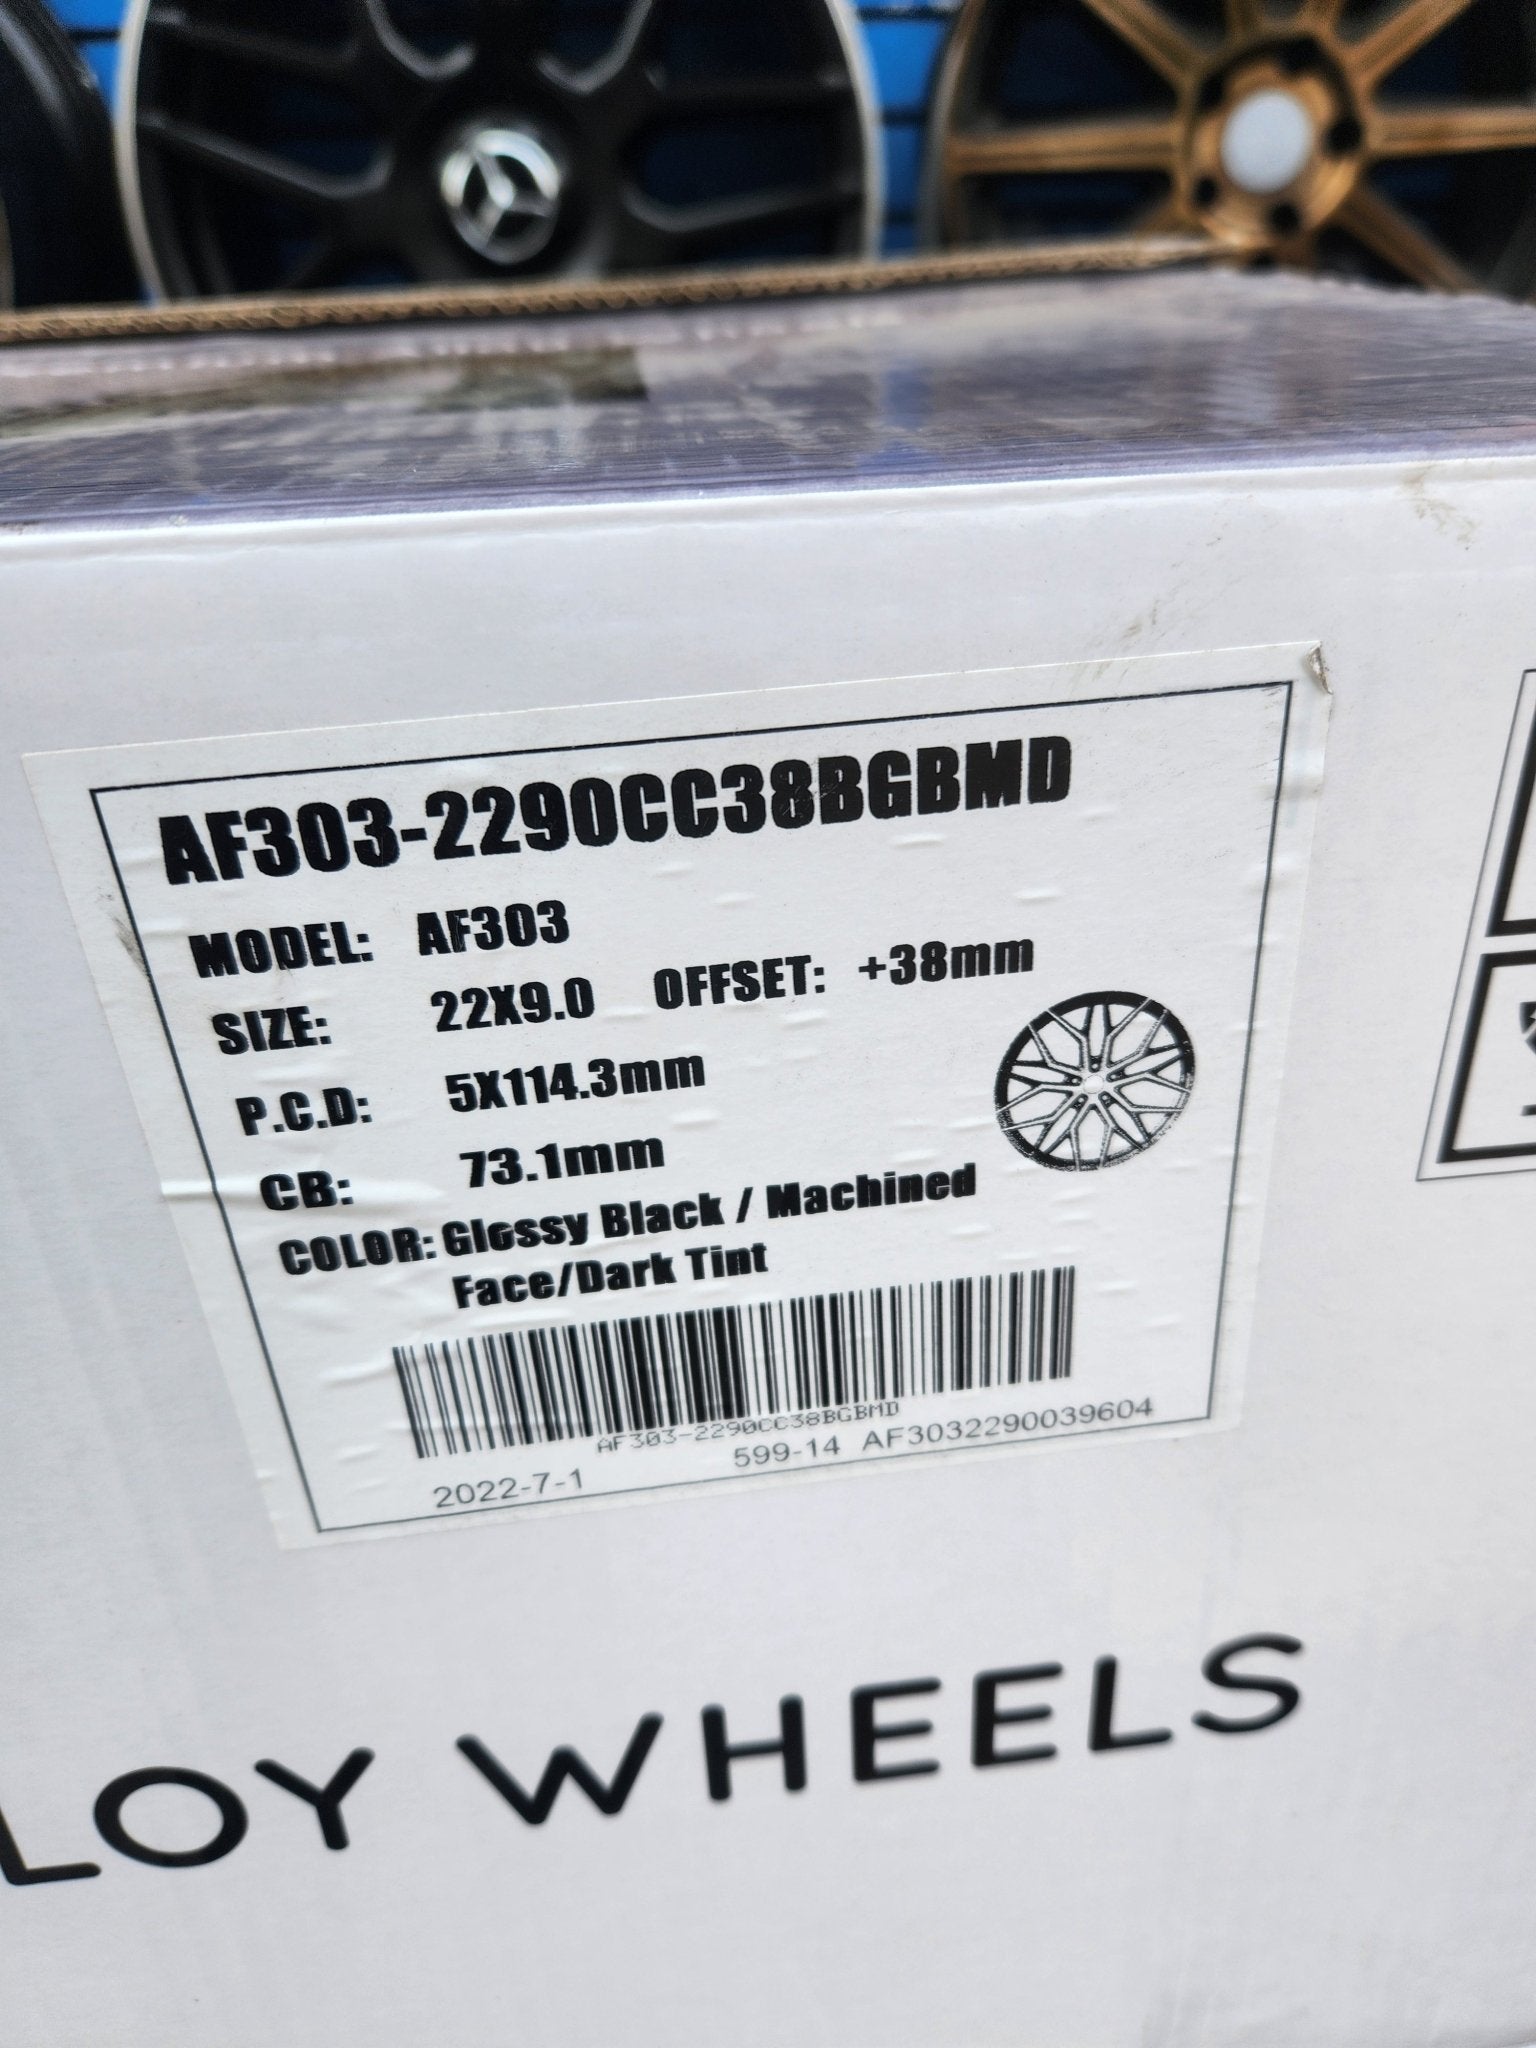 AF303-2290CC38BGBMD
MODEL: AF303
SIZE: 22X9.0 OFFSET: +38mm
P.C.D: 5X114.3mm
CB: 73.1mm
COLOR: Glossy Black / Machined
Face/Dark Tint
AF303-2290CC38BGBMD
2022-7-1 599-14 AF3032290039604
LOY WHEELS